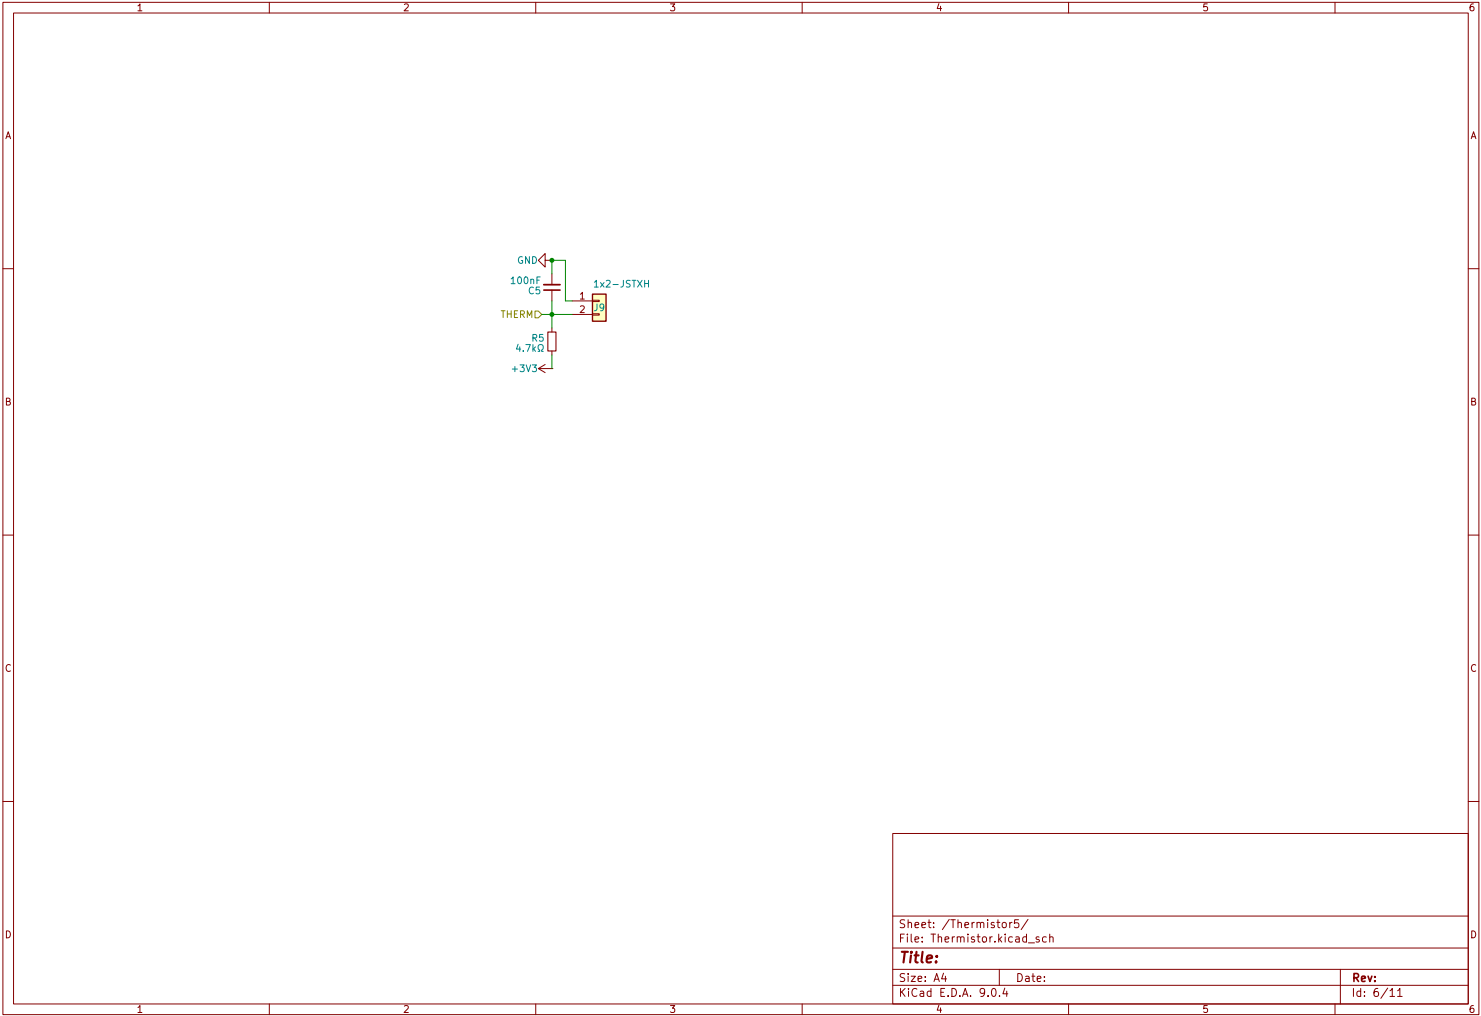 1 2 3 4 5 6
A A
GND
100nF
C5
1x2-JSTXH
1
J9
2
THERM
R5
4.7kΩ
+3V3
B B
C C
Sheet: /Thermistor5/
File: Thermistor.kicad_sch
D D
Title:
Size: A4 Date: Rev:
KiCad E.D.A. 9.0.4 Id: 6/11
1 2 3 4 5 6